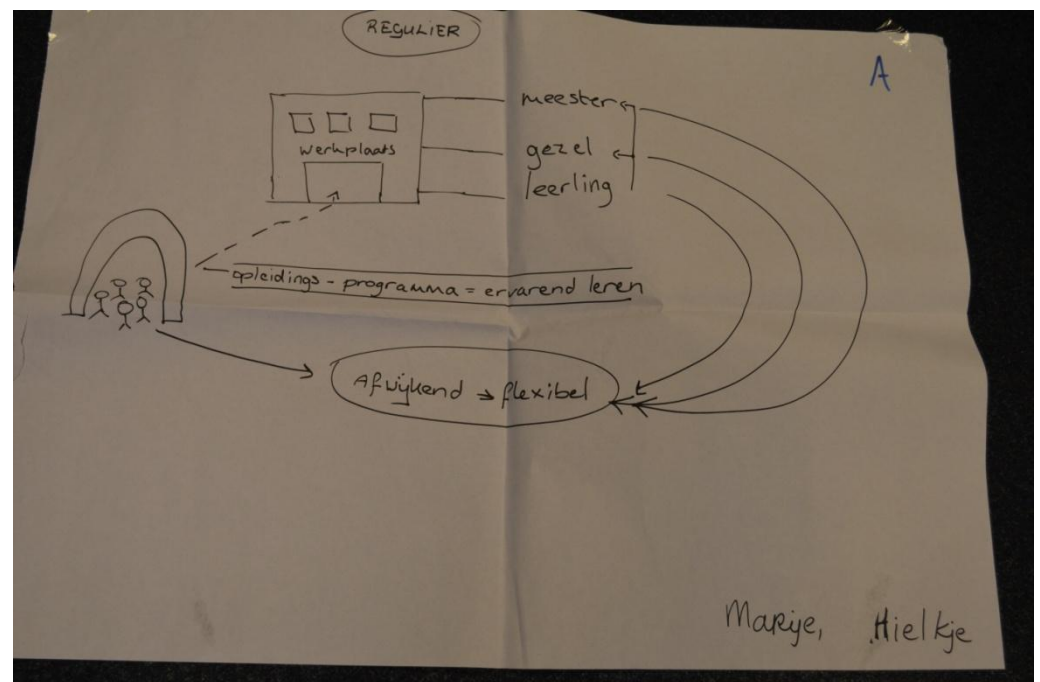 REGULIER
A
meester
werkplaats
gezel
leerling
opleidings - programma = ervarend leren
Afwijkend → flexibel
Marije, Hielkje